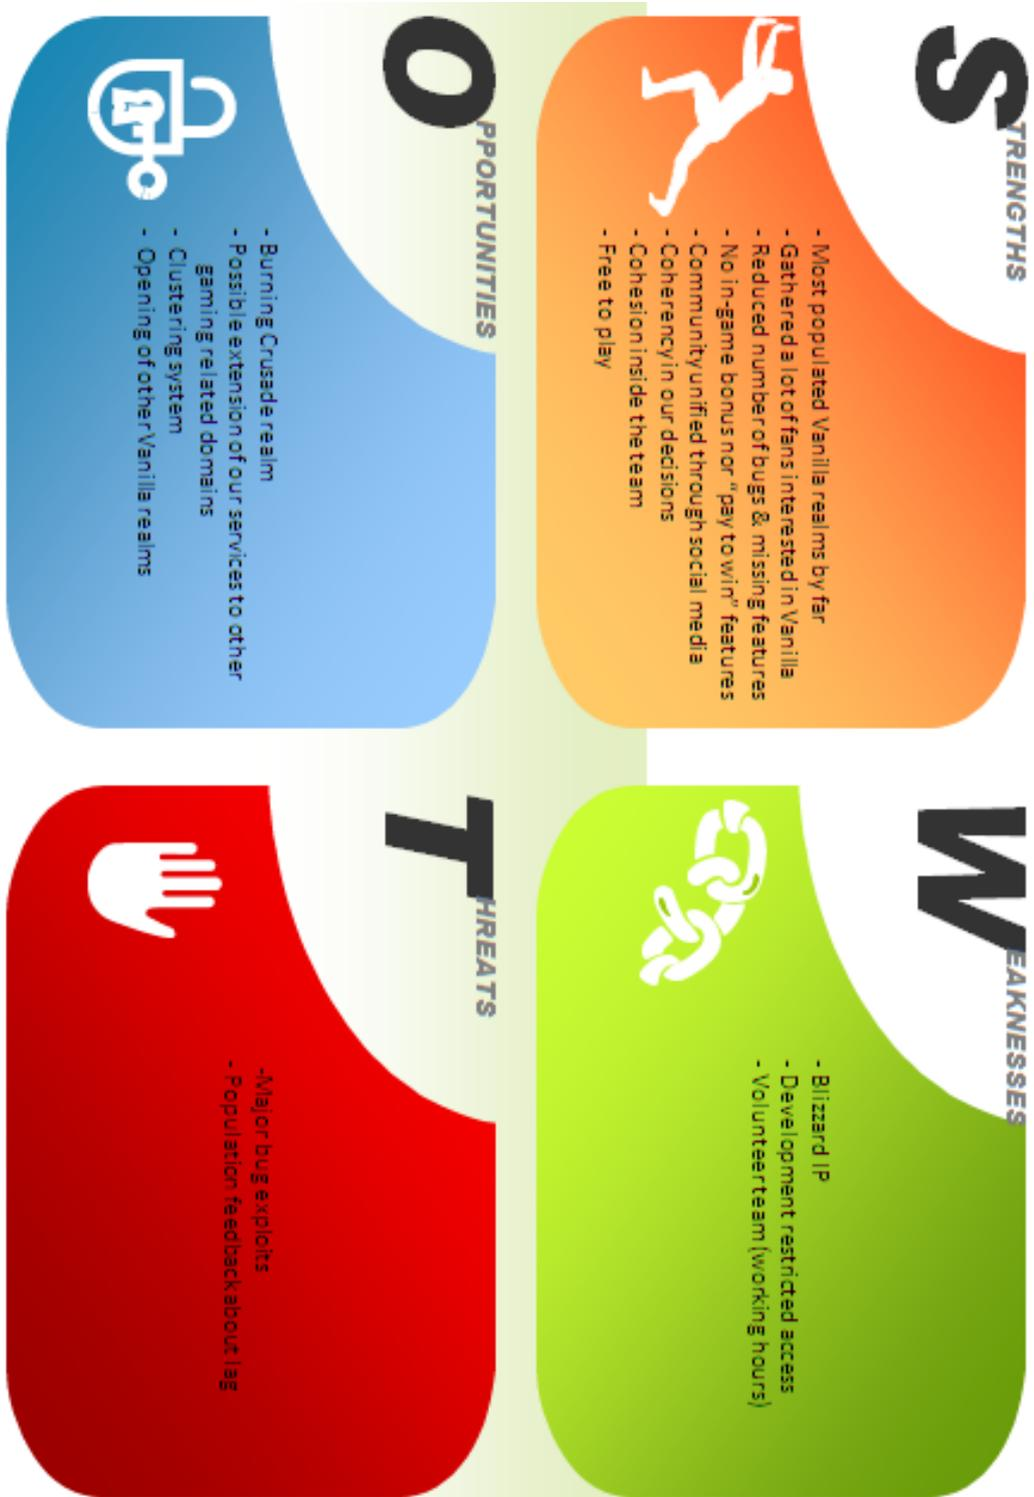 STRENGTHS
- Most populated Vanilla realms by far
- Gathered a lot of fans interested in Vanilla
- Reduced number of bugs & missing features
- No in-game bonus nor “pay to win” features
- Community unified through social media
- Coherency in our decisions
- Cohesion inside the team
- Free to play
WEAKNESSES
- Blizzard IP
- Development restricted access
- Volunteer team (working hours)
OPPORTUNITIES
- Burning Crusade realm
- Possible extension of our services to other
gaming related domains
- Clustering system
- Opening of other Vanilla realms
THREATS
-Major bug exploits
- Population feedback about lag